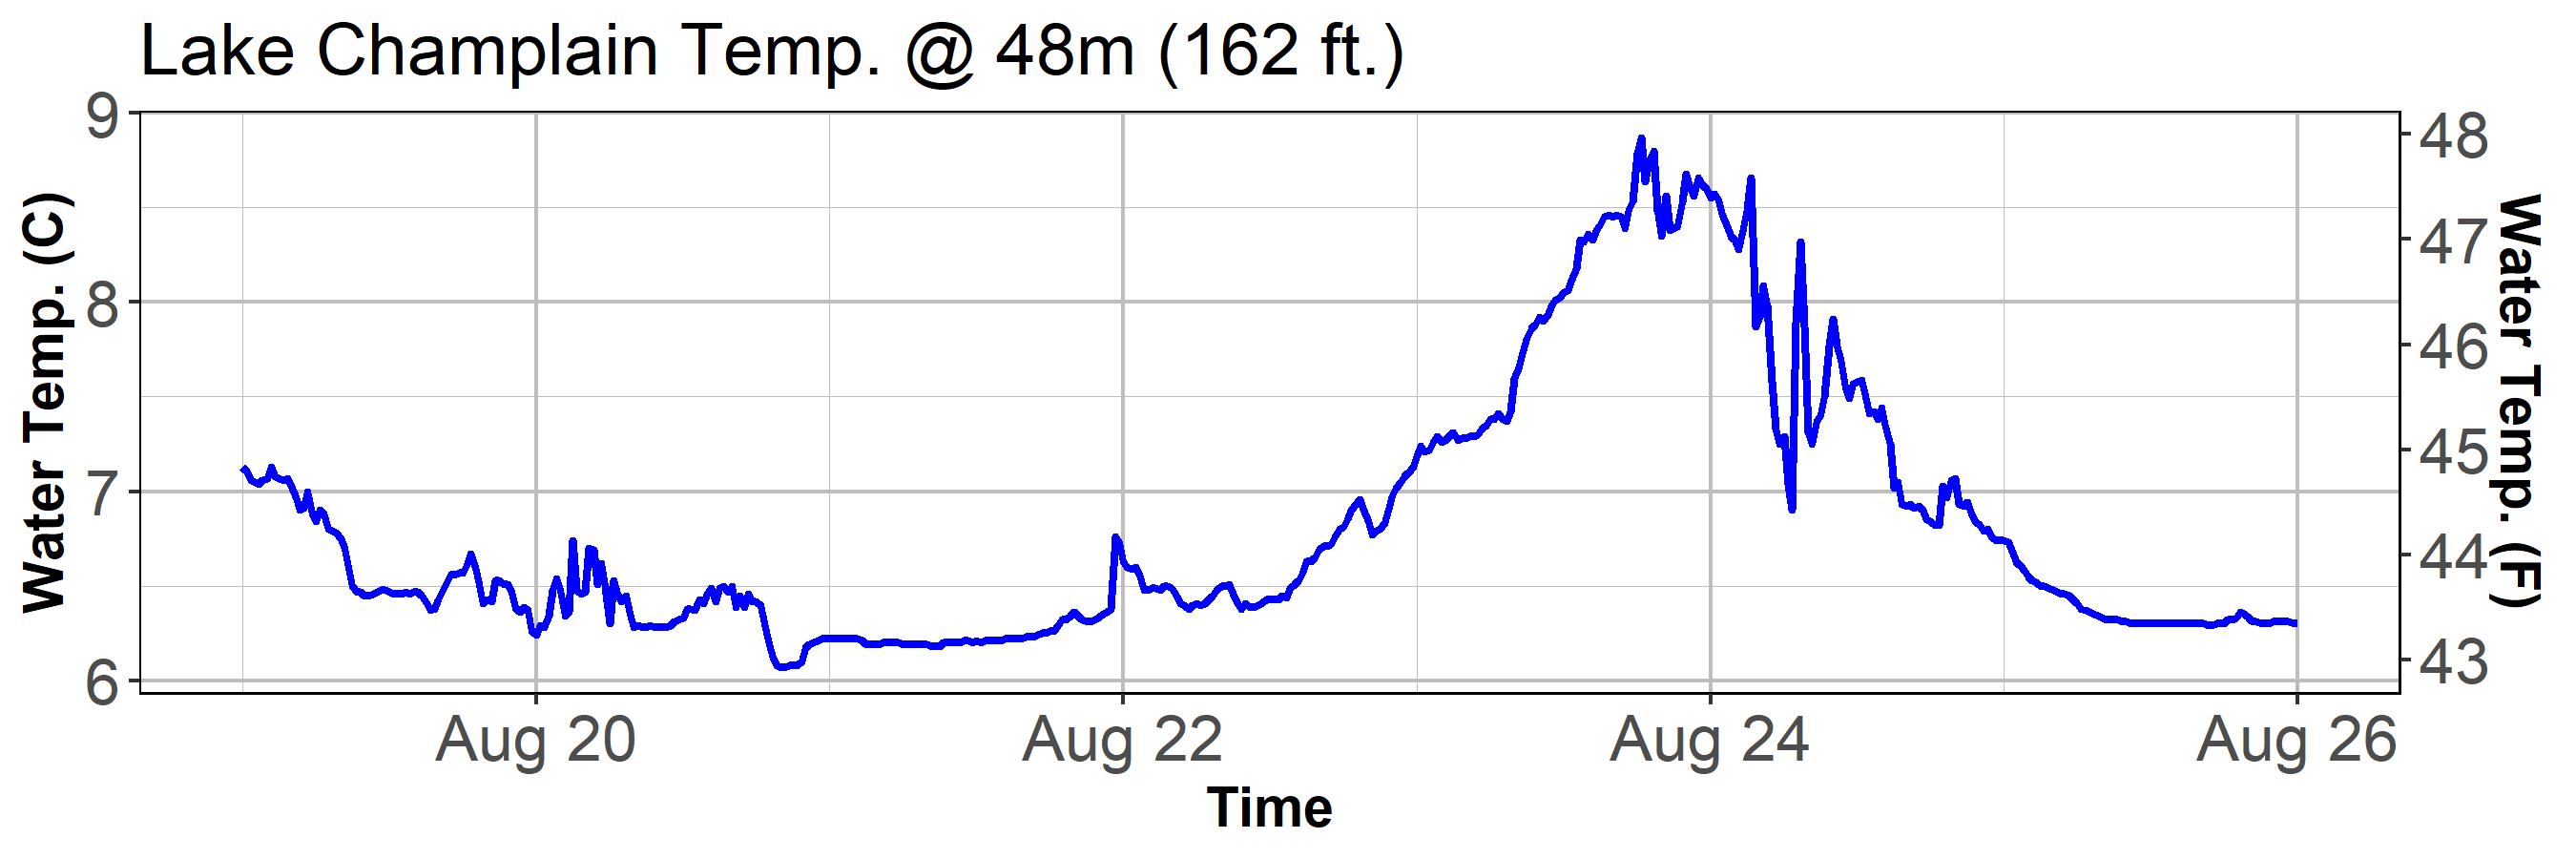 Lake Champlain Temp. @ 48m (162 ft.)
9
8
7
6
Water Temp. (C)
48
47
46
45
44
43
Water Temp. (F)
Aug 20
Aug 22
Aug 24
Aug 26
Time